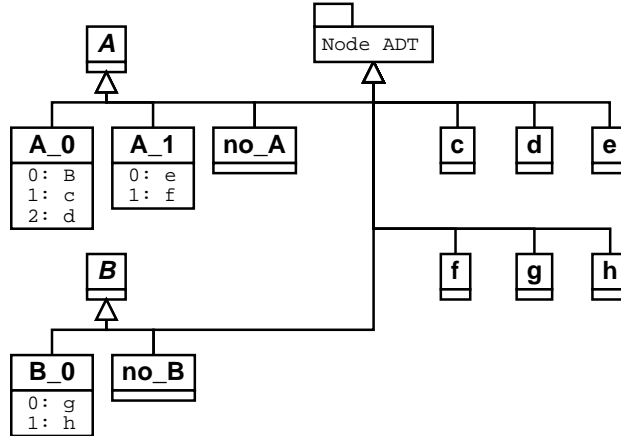 A
Node ADT
A_0
0: B
1: c
2: d
A_1
0: e
1: f
no_A
c
d
e
B
f
g
h
B_0
0: g
1: h
no_B